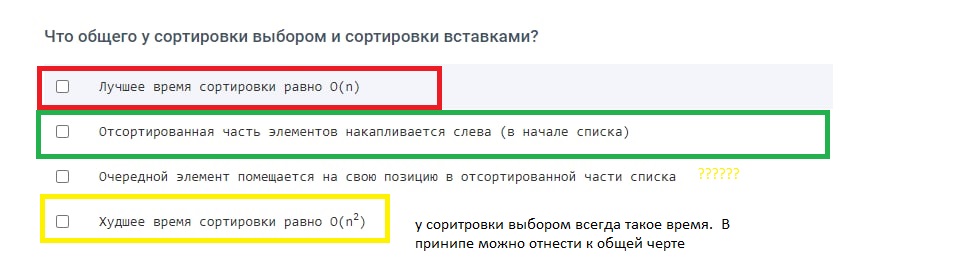 Что общего у сортировки выбором и сортировки вставками?
Лучшее время сортировки равно O(n)
Отсортированная часть элементов накапливается слева (в начале списка)
Очередной элемент помещается на свою позицию в отсортированной части списка ??????
Худшее время сортировки равно O(n²)
у соритровки выбором всегда такое время. В
принипе можно отнести к общей черте